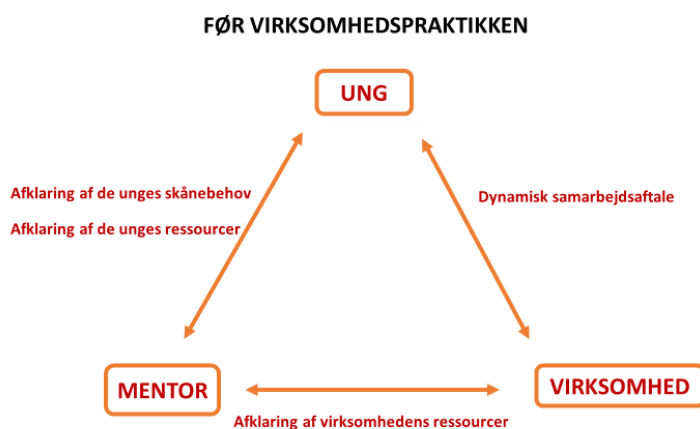 FØR VIRKSOMHEDSPRAKTIKKEN
UNG
Afklaring af de unges skånebehov
Dynamisk samarbejdsaftale
Afklaring af de unges ressourcer
MENTOR
VIRKSOMHED
Afklaring af virksomhedens ressourcer